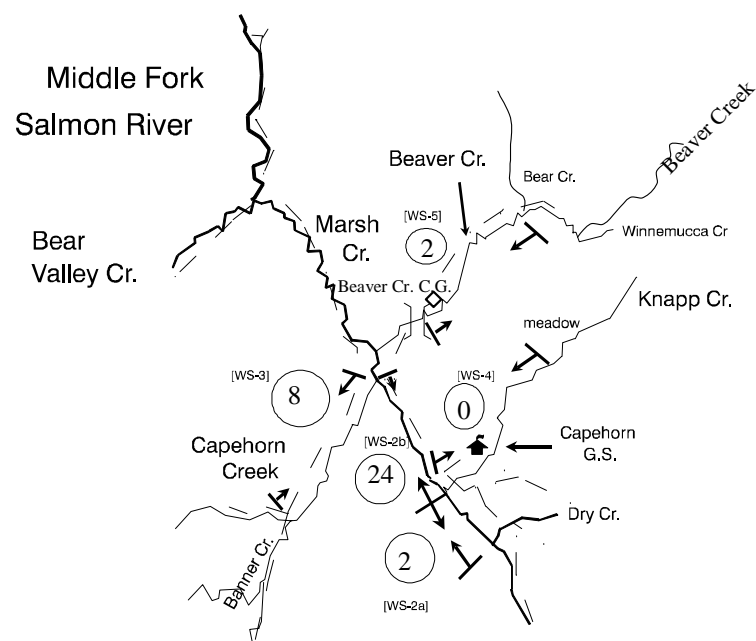 Middle Fork
Salmon River
Beaver Creek
Beaver Cr.
Bear Cr.
[WS-5]
2
Winnemucca Cr
Marsh
Cr.
Bear
Valley Cr.
Beaver Cr. C.G.
Knapp Cr.
meadow
[WS-3]
8
[WS-4]
0
Capehorn
Creek
[WS-2b]
24
Capehorn
G.S.
Dry Cr.
Banner Cr.
2
[WS-2a]